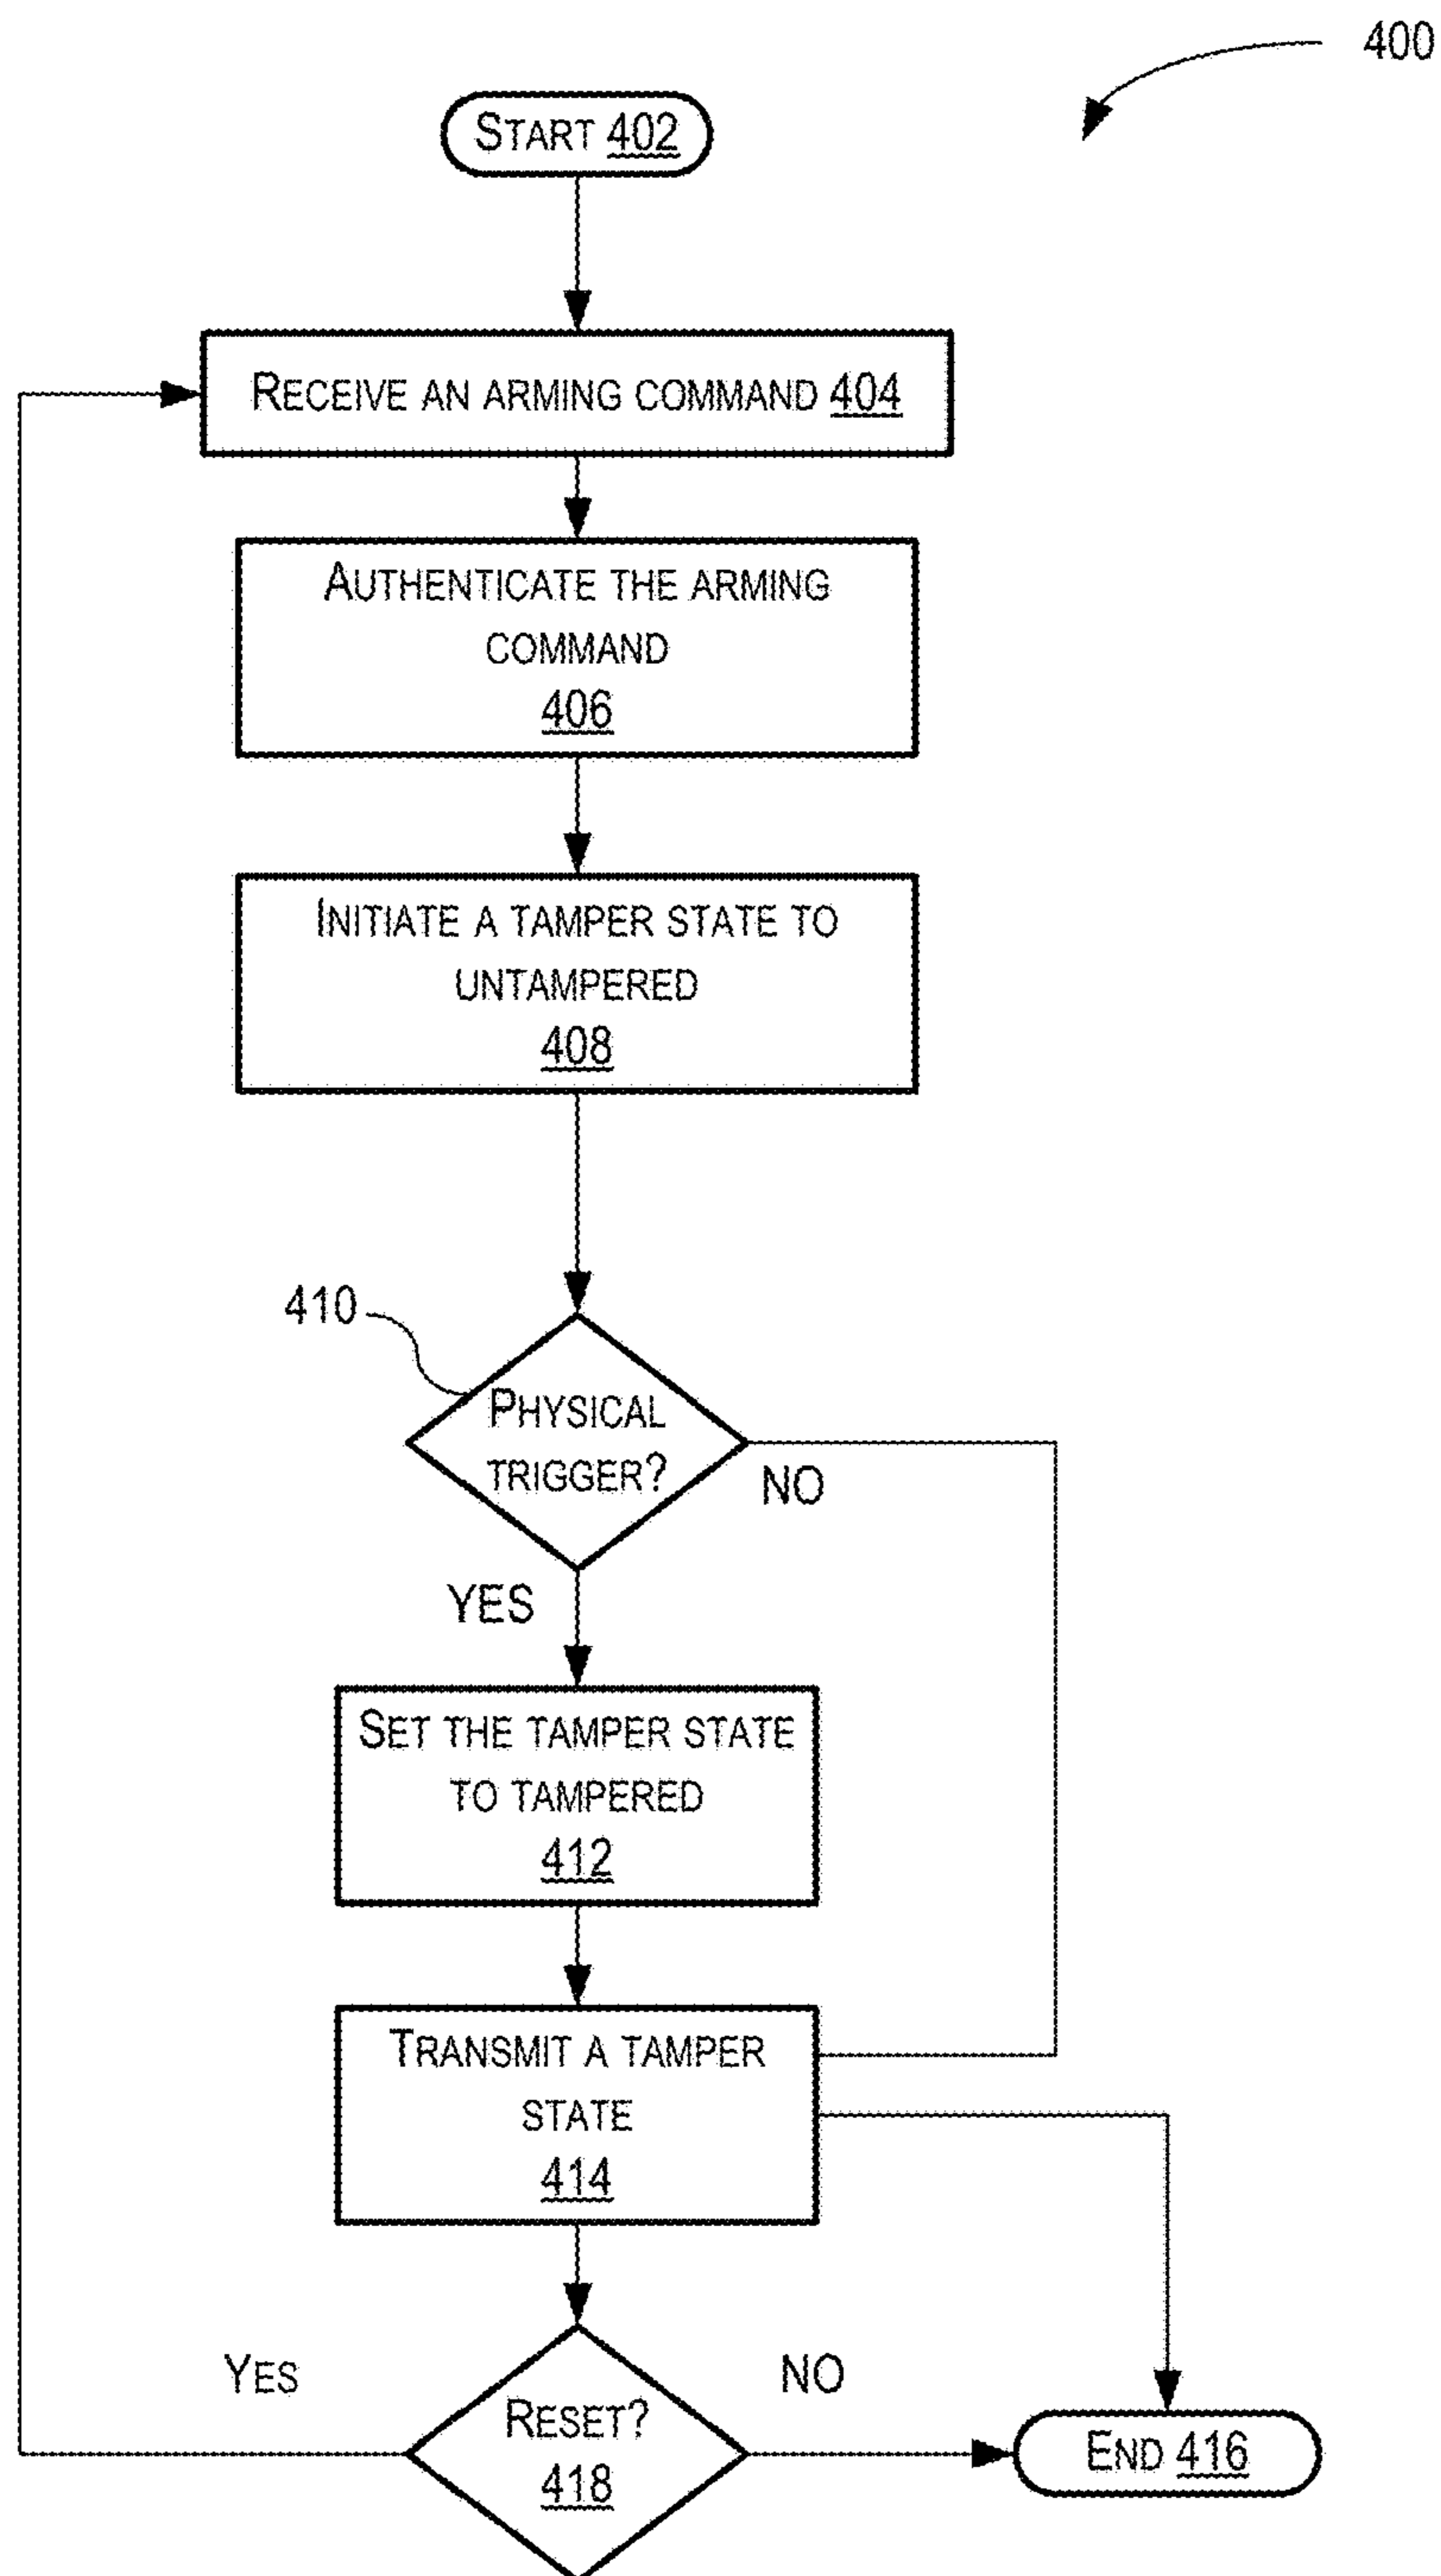 400
START 402
RECEIVE AN ARMING COMMAND 404
AUTHENTICATE THE ARMING
COMMAND
406
INITIATE A TAMPER STATE TO
UNTAMPERED
408
410
PHYSICAL
TRIGGER?
NO
YES
SET THE TAMPER STATE
TO TAMPERED
412
TRANSMIT A TAMPER
STATE
414
YES
NO
RESET?
418
END 416